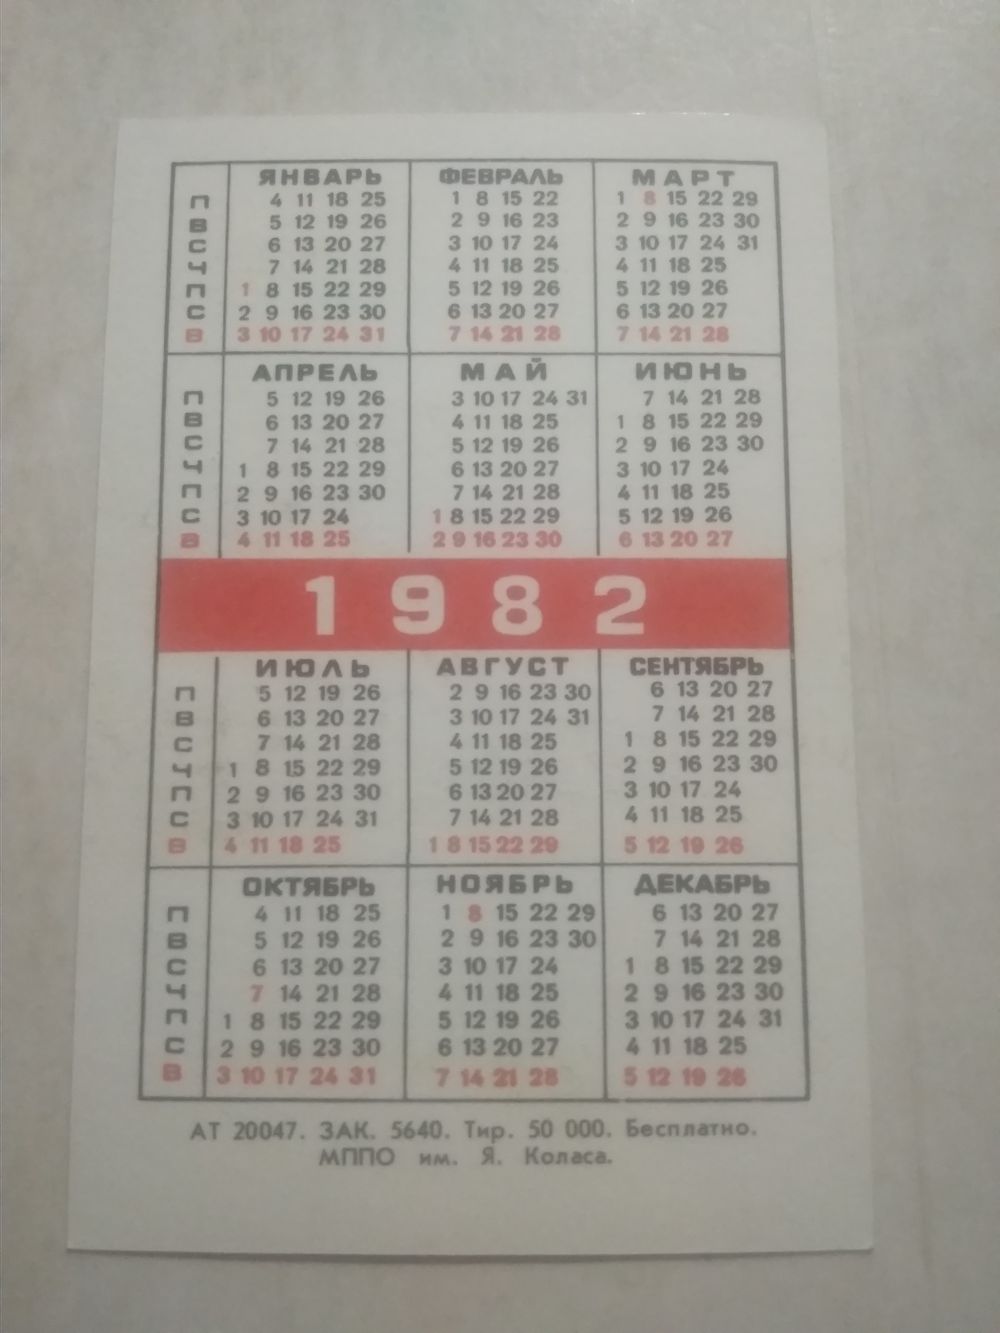 ЯНВАРЬ ФЕВРАЛЬ МАРТ
П 4 11 18 25 1 8 15 22 1 8 15 22 29
В 5 12 19 26 2 9 16 23 2 9 16 23 30
С 6 13 20 27 3 10 17 24 3 10 17 24 31
Ч 7 14 21 28 4 11 18 25 4 11 18 25
П 1 8 15 22 29 5 12 19 26 5 12 19 26
С 2 9 16 23 30 6 13 20 27 6 13 20 27
В 3 10 17 24 31 7 14 21 28 7 14 21 28
АПРЕЛЬ МАЙ ИЮНЬ
П 5 12 19 26 3 10 17 24 31 7 14 21 28
В 6 13 20 27 4 11 18 25 1 8 15 22 29
С 7 14 21 28 5 12 19 26 2 9 16 23 30
Ч 1 8 15 22 29 6 13 20 27 3 10 17 24
П 2 9 16 23 30 7 14 21 28 4 11 18 25
С 3 10 17 24 1 8 15 22 29 5 12 19 26
В 4 11 18 25 2 9 16 23 30 6 13 20 27
1982
ИЮЛЬ АВГУСТ СЕНТЯБРЬ
П 5 12 19 26 2 9 16 23 30 6 13 20 27
В 6 13 20 27 3 10 17 24 31 7 14 21 28
С 7 14 21 28 4 11 18 25 1 8 15 22 29
Ч 1 8 15 22 29 5 12 19 26 2 9 16 23 30
П 2 9 16 23 30 6 13 20 27 3 10 17 24
С 3 10 17 24 31 7 14 21 28 4 11 18 25
В 4 11 18 25 1 8 15 22 29 5 12 19 26
ОКТЯБРЬ НОЯБРЬ ДЕКАБРЬ
П 4 11 18 25 1 8 15 22 29 6 13 20 27
В 5 12 19 26 2 9 16 23 30 7 14 21 28
С 6 13 20 27 3 10 17 24 1 8 15 22 29
Ч 7 14 21 28 4 11 18 25 2 9 16 23 30
П 1 8 15 22 29 5 12 19 26 3 10 17 24 31
С 2 9 16 23 30 6 13 20 27 4 11 18 25
В 3 10 17 24 31 7 14 21 28 5 12 19 26
АТ 20047. ЗАК. 5640. Тир. 50 000. Бесплатно.
МППО им. Я. Коласа.